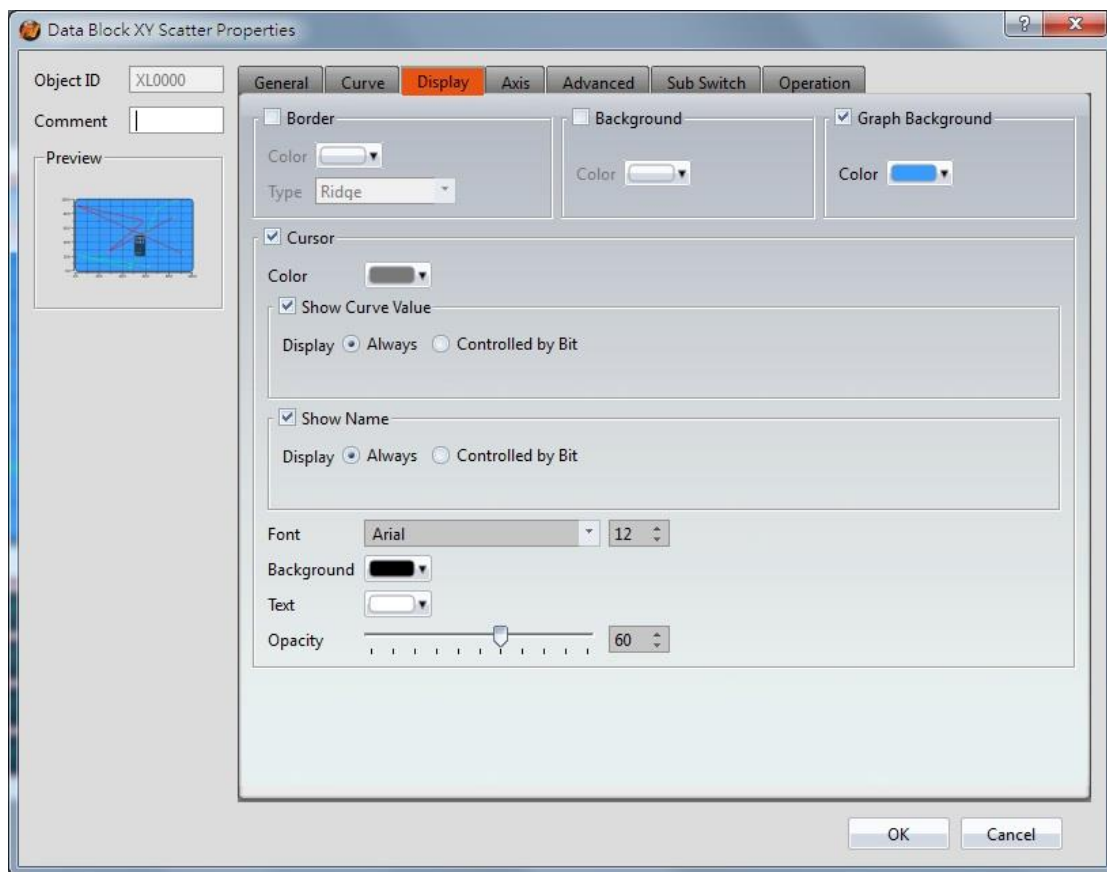 Data Block XY Scatter Properties
Object ID XL0000
Comment
Preview
General Curve Display Axis Advanced Sub Switch Operation
Border
Color
Type Ridge
Background
Color
Graph Background
Color
Cursor
Color
Show Curve Value
Display Always Controlled by Bit
Show Name
Display Always Controlled by Bit
Font Arial 12
Background
Text
Opacity 60
OK Cancel